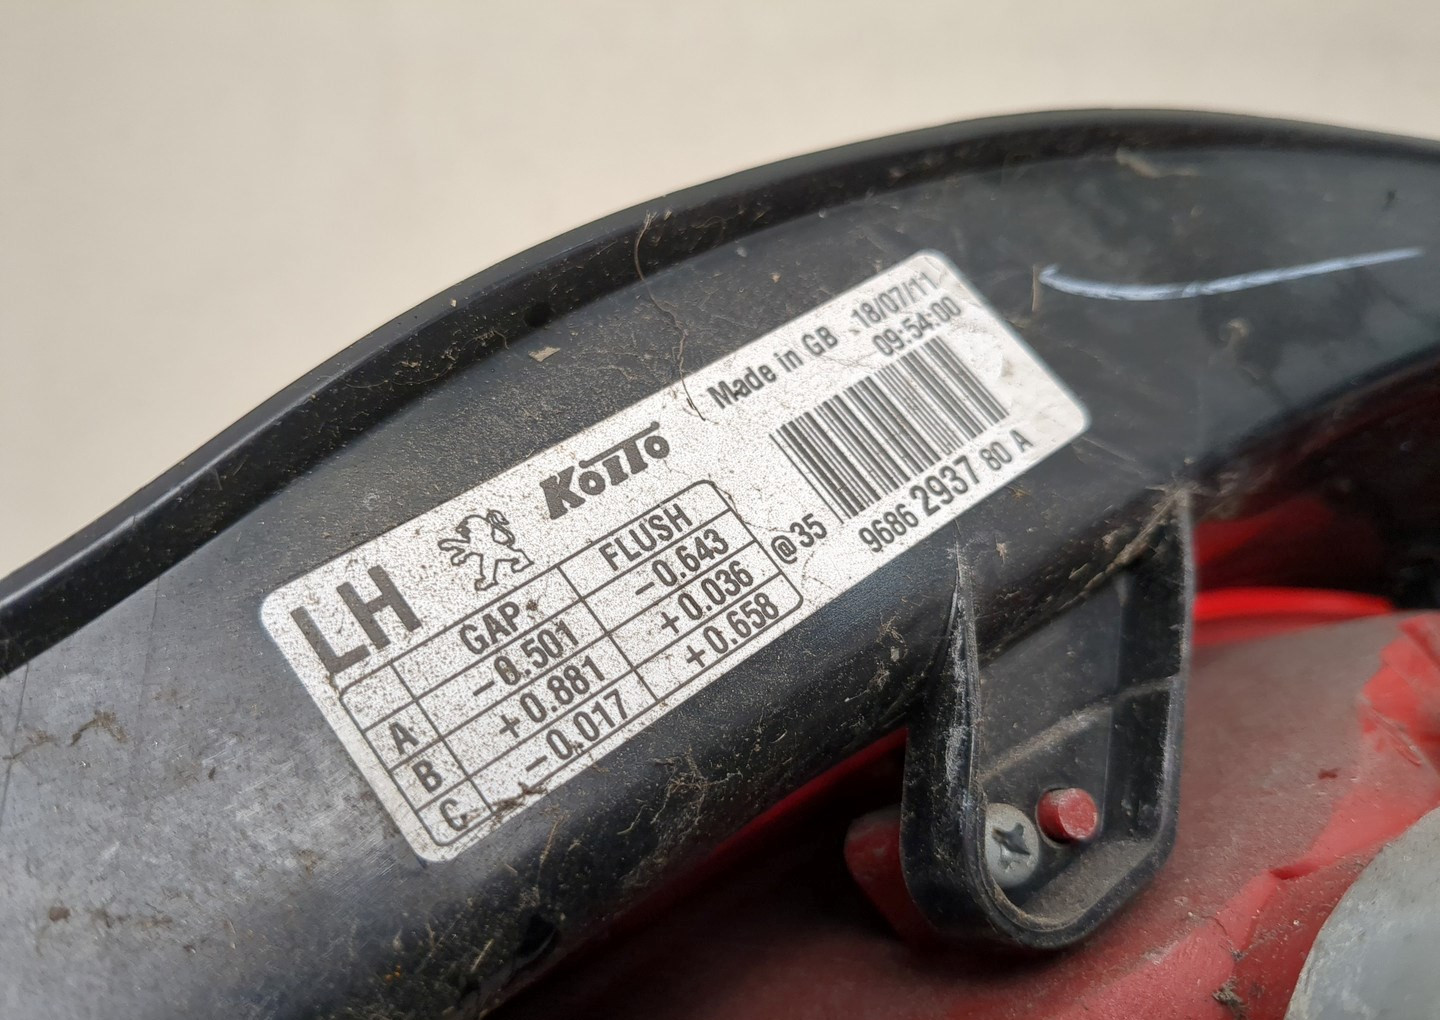 LH KOITO Made in GB 18/07/11
09:54:00
GAP FLUSH
A -0.501 -0.643
B +0.881 +0.036
C -0.017 +0.658
@35
9686 2937 80 A